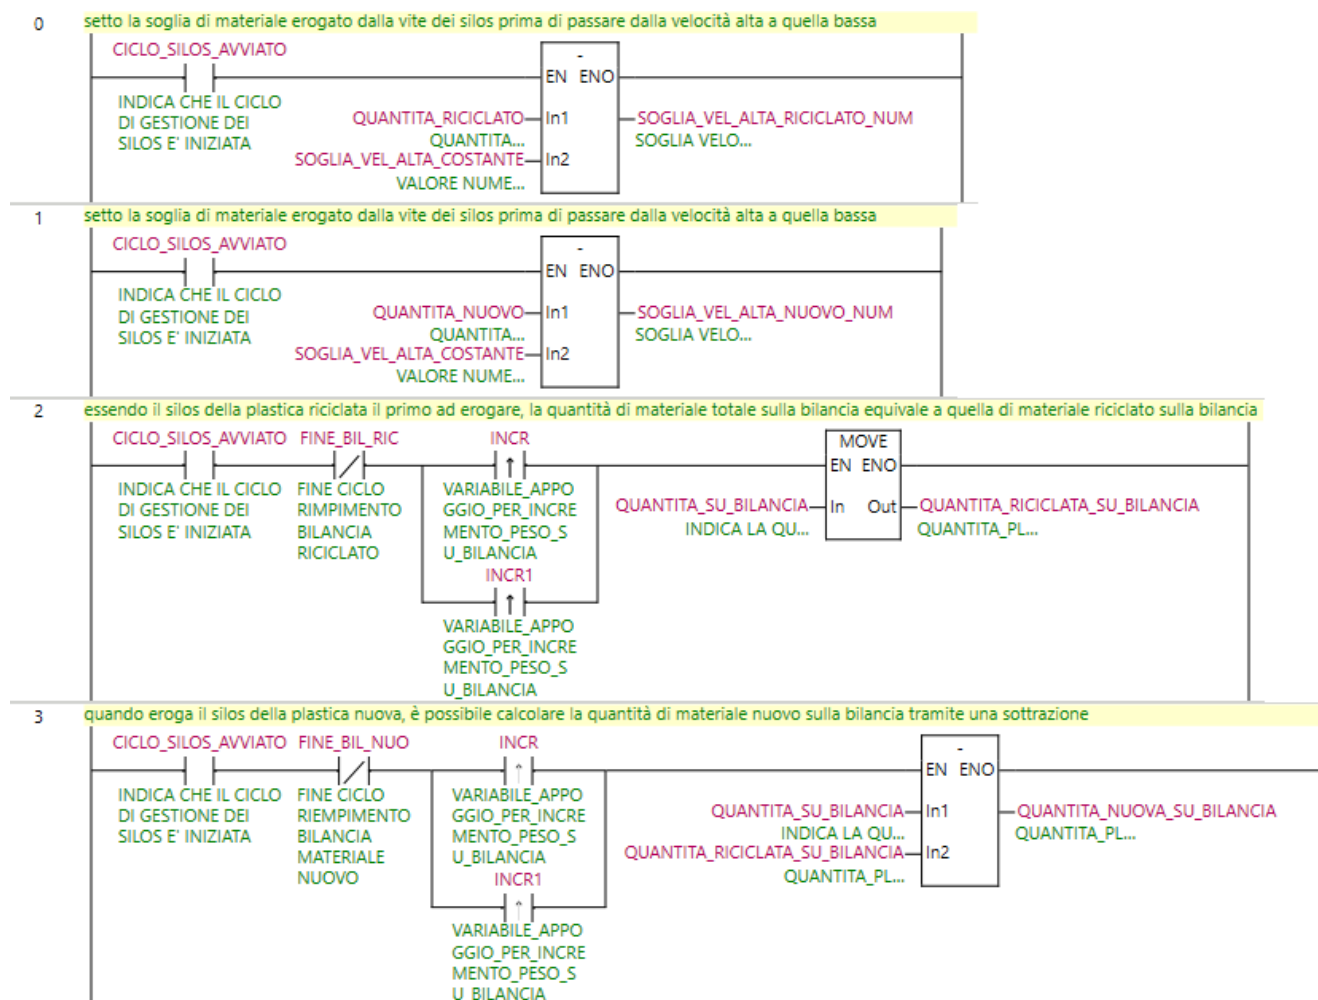 0 setto la soglia di materiale erogato dalla vite dei silos prima di passare dalla velocità alta a quella bassa
CICLO_SILOS_AVVIATO
-
EN ENO
INDICA CHE IL CICLO
DI GESTIONE DEI
SILOS E' INIZIATA
QUANTITA_RICICLATO In1 SOGLIA_VEL_ALTA_RICICLATO_NUM
QUANTITA... SOGLIA VELO...
SOGLIA_VEL_ALTA_COSTANTE In2
VALORE NUME...
1 setto la soglia di materiale erogato dalla vite dei silos prima di passare dalla velocità alta a quella bassa
CICLO_SILOS_AVVIATO
-
EN ENO
INDICA CHE IL CICLO
DI GESTIONE DEI
SILOS E' INIZIATA
QUANTITA_NUOVO In1 SOGLIA_VEL_ALTA_NUOVO_NUM
QUANTITA... SOGLIA VELO...
SOGLIA_VEL_ALTA_COSTANTE In2
VALORE NUME...
2 essendo il silos della plastica riciclata il primo ad erogare, la quantità di materiale totale sulla bilancia equivale a quella di materiale riciclato sulla bilancia
CICLO_SILOS_AVVIATO FINE_BIL_RIC INCR
MOVE
EN ENO
INDICA CHE IL CICLO
DI GESTIONE DEI
SILOS E' INIZIATA
FINE CICLO
RIMPIMENTO
BILANCIA
RICICLATO
VARIABILE_APPO
GGIO_PER_INCRE
MENTO_PESO_S
U_BILANCIA
QUANTITA_SU_BILANCIA In Out QUANTITA_RICICLATA_SU_BILANCIA
INDICA LA QU... QUANTITA_PL...
INCR1
VARIABILE_APPO
GGIO_PER_INCRE
MENTO_PESO_S
U_BILANCIA
3 quando eroga il silos della plastica nuova, è possibile calcolare la quantità di materiale nuovo sulla bilancia tramite una sottrazione
CICLO_SILOS_AVVIATO FINE_BIL_NUO INCR
-
EN ENO
INDICA CHE IL CICLO
DI GESTIONE DEI
SILOS E' INIZIATA
FINE CICLO
RIEMPIMENTO
BILANCIA
MATERIALE
NUOVO
VARIABILE_APPO
GGIO_PER_INCRE
MENTO_PESO_S
U_BILANCIA
QUANTITA_SU_BILANCIA In1 QUANTITA_NUOVA_SU_BILANCIA
INDICA LA QU... QUANTITA_PL...
QUANTITA_RICICLATA_SU_BILANCIA In2
QUANTITA_PL...
INCR1
VARIABILE_APPO
GGIO_PER_INCRE
MENTO_PESO_S
U_BILANCIA